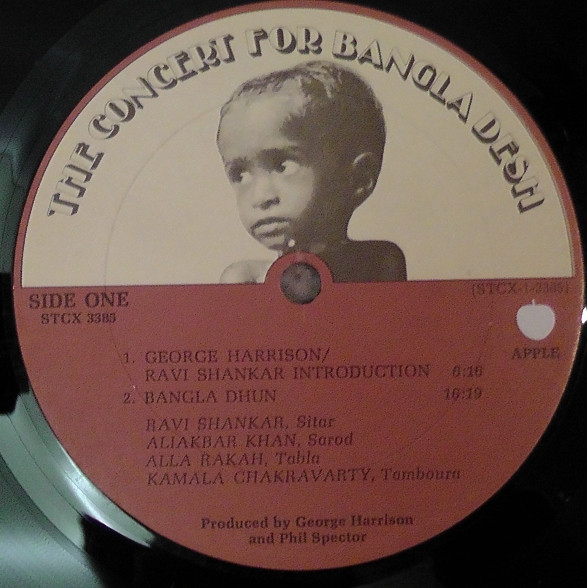 THE CONCERT FOR BANGLA DESH
SIDE ONE
STCX 3385
(STCX-1-3385)
APPLE
1. GEORGE HARRISON/
RAVI SHANKAR INTRODUCTION 6:16
2. BANGLA DHUN 16:19
RAVI SHANKAR, Sitar
ALIAKBAR KHAN, Sarod
ALLA RAKAH, Tabla
KAMALA CHAKRAVARTY, Tamboura
Produced by George Harrison
and Phil Spector